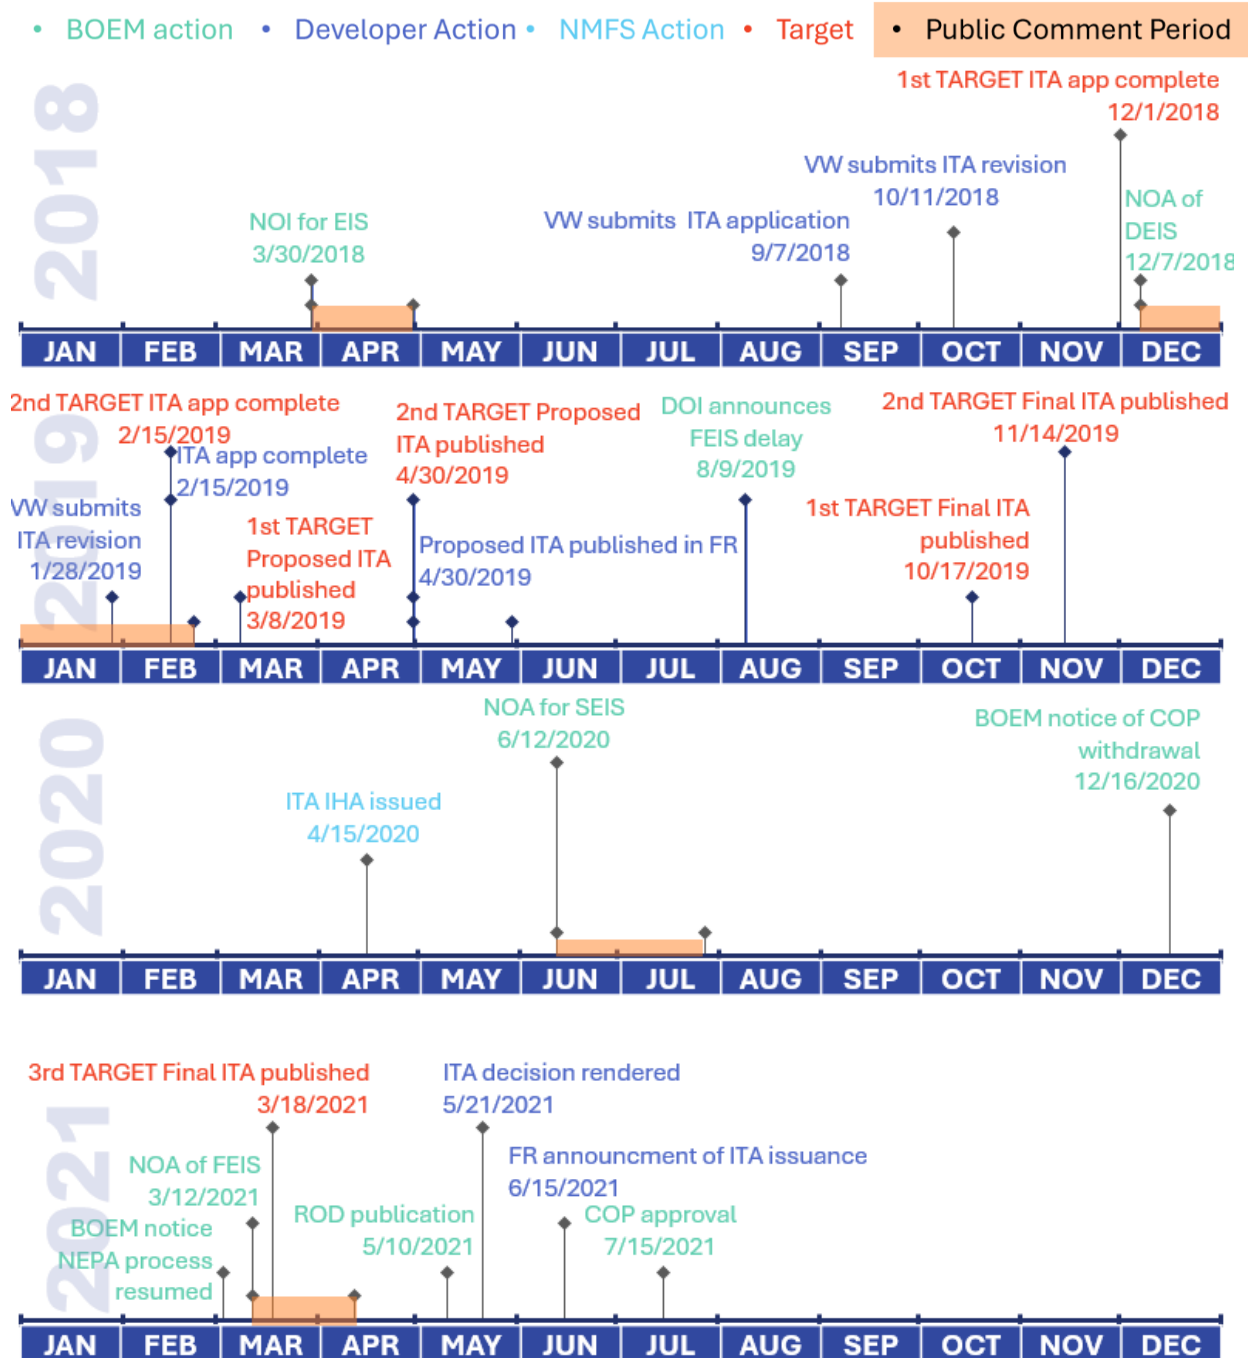 • BOEM action • Developer Action • NMFS Action • Target • Public Comment Period
2018
1st TARGET ITA app complete
12/1/2018
VW submits ITA revision
10/11/2018
NOA of
DEIS
12/7/2018
VW submits ITA application
9/7/2018
NOI for EIS
3/30/2018
JAN FEB MAR APR MAY JUN JUL AUG SEP OCT NOV DEC
2019
2nd TARGET ITA app complete
2/15/2019
ITA app complete
2/15/2019
VW submits
ITA revision
1/28/2019
1st TARGET
Proposed ITA
published
3/8/2019
2nd TARGET Proposed
ITA published
4/30/2019
Proposed ITA published in FR
4/30/2019
DOI announces
FEIS delay
8/9/2019
2nd TARGET Final ITA published
11/14/2019
1st TARGET Final ITA
published
10/17/2019
JAN FEB MAR APR MAY JUN JUL AUG SEP OCT NOV DEC
2020
NOA for SEIS
6/12/2020
BOEM notice of COP
withdrawal
12/16/2020
ITA IHA issued
4/15/2020
JAN FEB MAR APR MAY JUN JUL AUG SEP OCT NOV DEC
2021
3rd TARGET Final ITA published
3/18/2021
ITA decision rendered
5/21/2021
NOA of FEIS
3/12/2021
FR announcment of ITA issuance
6/15/2021
BOEM notice
NEPA process
resumed
ROD publication
5/10/2021
COP approval
7/15/2021
JAN FEB MAR APR MAY JUN JUL AUG SEP OCT NOV DEC